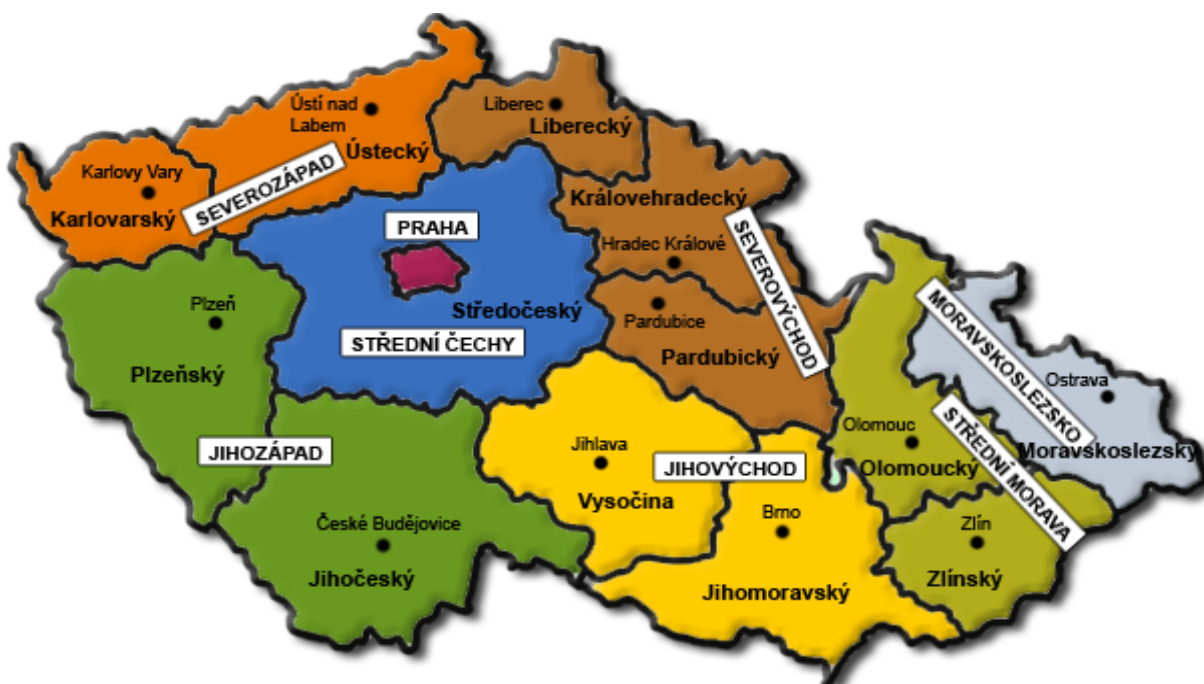 Ústí nad
Labem
Ústecký
Liberec
Liberecký
Karlovy Vary
Karlovarský
SEVEROZÁPAD
Královehradecký
Hradec Králové
PRAHA
SEVEROVÝCHOD
Středočeský
STŘEDNÍ ČECHY
Plzeň
Plzeňský
Pardubice
Pardubický
MORAVSKOSLEZSKO
Ostrava
Moravskoslezský
JIHOZÁPAD
Jihlava
Vysočina
JIHOVÝCHOD
Olomouc
Olomoucký
STŘEDNÍ MORAVA
České Budějovice
Jihočeský
Brno
Jihomoravský
Zlín
Zlínský